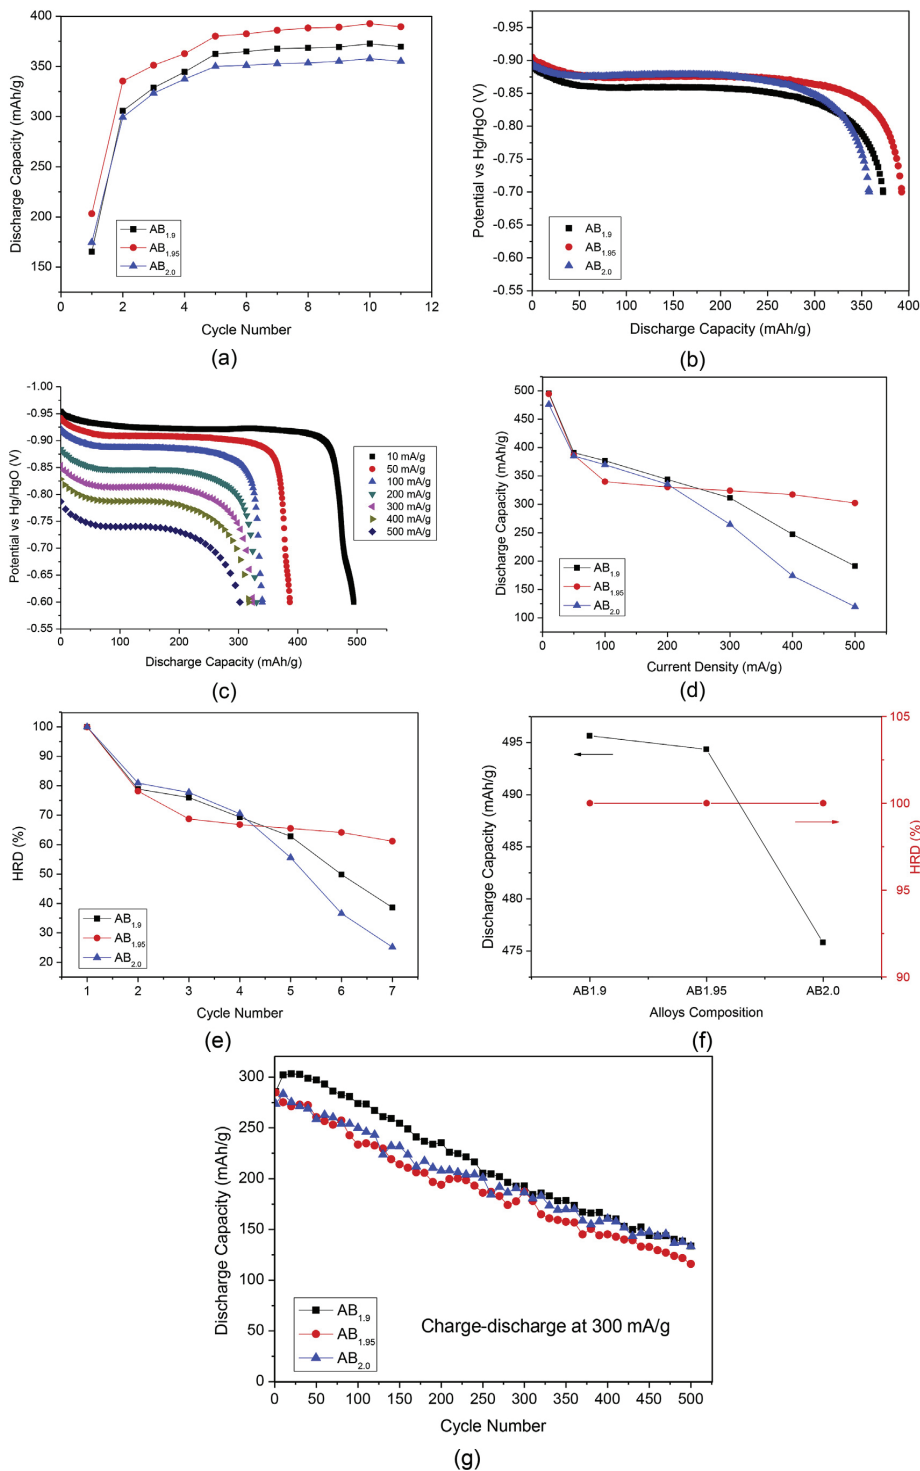 400
350
300
250
200
150
0
2
4
6
8
10
12
Discharge Capacity (mAh/g)
Cycle Number
AB1.9
AB1.95
AB2.0
(a)
-0.95
-0.90
-0.85
-0.80
-0.75
-0.70
-0.65
-0.60
-0.55
0
50
100
150
200
250
300
350
400
Potential vs Hg/HgO (V)
Discharge Capacity (mAh/g)
AB1.9
AB1.95
AB2.0
(b)
-1.00
-0.95
-0.90
-0.85
-0.80
-0.75
-0.70
-0.65
-0.60
-0.55
0
100
200
300
400
500
Potential vs Hg/HgO (V)
Discharge Capacity (mAh/g)
10 mA/g
50 mA/g
100 mA/g
200 mA/g
300 mA/g
400 mA/g
500 mA/g
(c)
500
450
400
350
300
250
200
150
100
0
100
200
300
400
500
Discharge Capacity (mAh/g)
Current Density (mA/g)
AB1.9
AB1.95
AB2.0
(d)
100
90
80
70
60
50
40
30
20
1
2
3
4
5
6
7
HRD (%)
Cycle Number
AB1.9
AB1.95
AB2.0
(e)
495
490
485
480
475
AB1.9
AB1.95
AB2.0
105
100
95
90
Discharge Capacity (mAh/g)
HRD (%)
Alloys Composition
(f)
300
250
200
150
100
50
0
0
50
100
150
200
250
300
350
400
450
500
Discharge Capacity (mAh/g)
Cycle Number
AB1.9
AB1.95
AB2.0
Charge-discharge at 300 mA/g
(g)